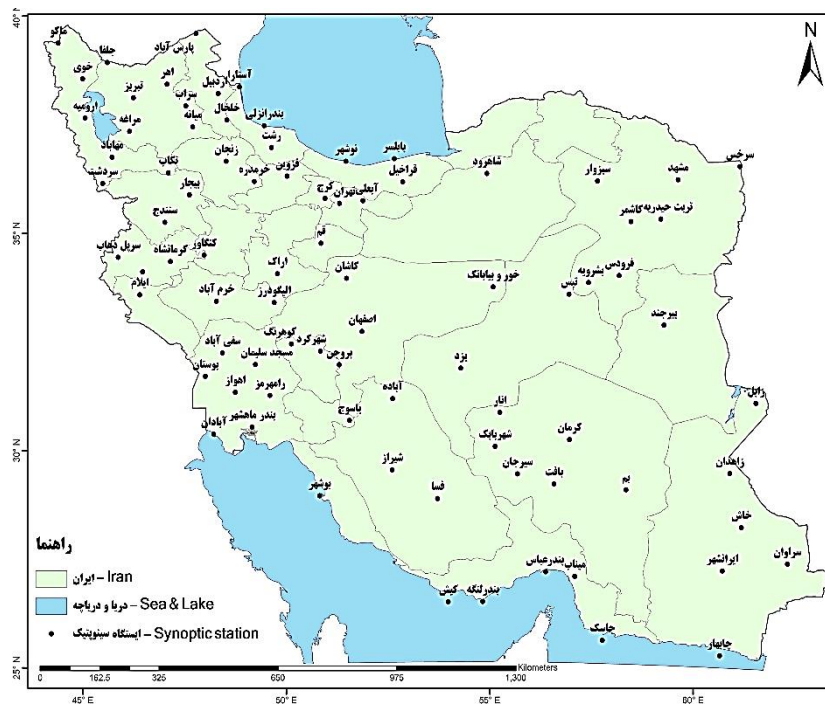 40° N
N
ماکو
جلفا
پارس آباد
خوی
اهر
تبریز
سراب
اردبیل
آستارا
ارومیه
مراغه
میانه
خلخال
بندرانزلی
رشت
مهاباد
سردشت
تکاب
زنجان
خرمدره
قزوین
نوشهر
بابلسر
قراخیل
شاهرود
سبزوار
مشهد
سرخس
بیجار
کرج
تهران
آبعلی
سنندج
قم
کاشمر
تربت حیدریه
35° N
سرپل ذهاب
کرمانشاه
کنگاور
اراک
کاشان
خور و بیابانک
طبس
بشرویه
فردوس
ایلام
خرم آباد
الیگودرز
بیرجند
اصفهان
کوهرنگ
شهرکرد
صفی آباد
مسجد سلیمان
بروجن
بوستان
یزد
اهواز
رامهرمز
آباده
انار
زابل
یاسوج
بندر ماهشهر
آبادان
کرمان
شهربابک
30° N
شیراز
سیرجان
بافت
بم
زاهدان
فسا
بوشهر
خاش
سراوان
ایرانشهر
بندرعباس
میناب
کیش
بندرلنگه
جاسک
چابهار
راهنما
ایران – Iran
دریا و دریاچه – Sea & Lake
ایستگاه سینوپتیک – Synoptic station
Kilometers
0 162.5 325 650 975 1,300
25° N
45° E 50° E 55° E 60° E